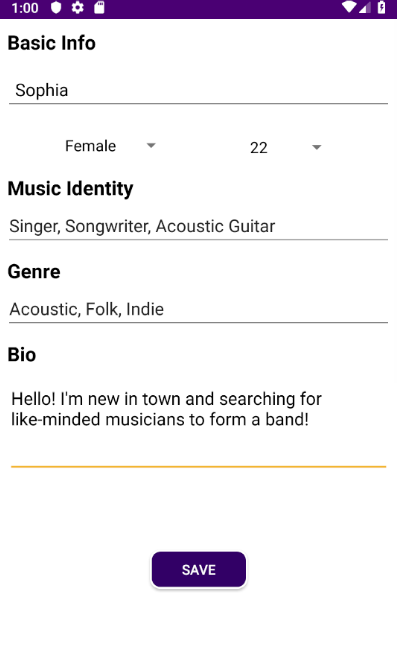 1:00
Basic Info
Sophia
Female 22
Music Identity
Singer, Songwriter, Acoustic Guitar
Genre
Acoustic, Folk, Indie
Bio
Hello! I'm new in town and searching for
like-minded musicians to form a band!
SAVE